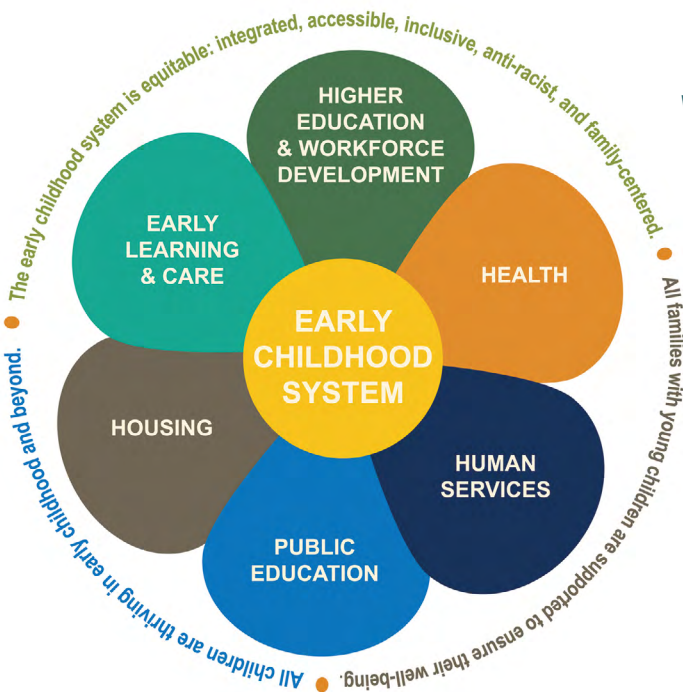 The early childhood system is equitable: integrated, accessible, inclusive, anti-racist, and family-centered.
All families with young children are supported to ensure their well-being.
All children are thriving in early childhood and beyond.
HIGHER
EDUCATION
& WORKFORCE
DEVELOPMENT
HEALTH
HUMAN
SERVICES
PUBLIC
EDUCATION
HOUSING
EARLY
LEARNING
& CARE
EARLY
CHILDHOOD
SYSTEM